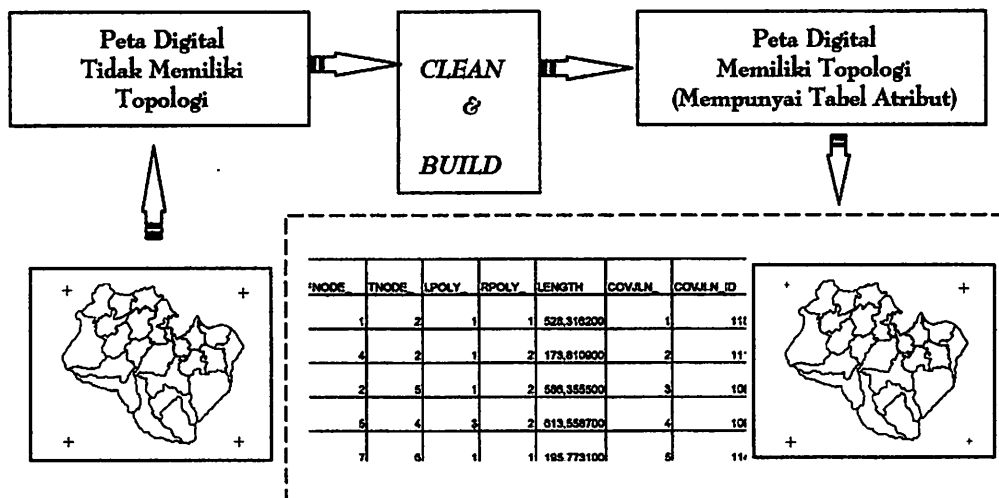 Peta Digital
Tidak Memiliki
Topologi
CLEAN
&
BUILD
Peta Digital
Memiliki Topologi
(Mempunyai Tabel Atribut)
NODE_ TNODE_ LPOLY_ RPOLY_ LENGTH COVJLN_ COVJLN_ID
1 2 1 1 528,316200 1
4 2 1 2 173,810900 2
2 5 1 2 586,355500 3
5 4 3 2 613,558700 4
7 6 1 1 195,773100 5